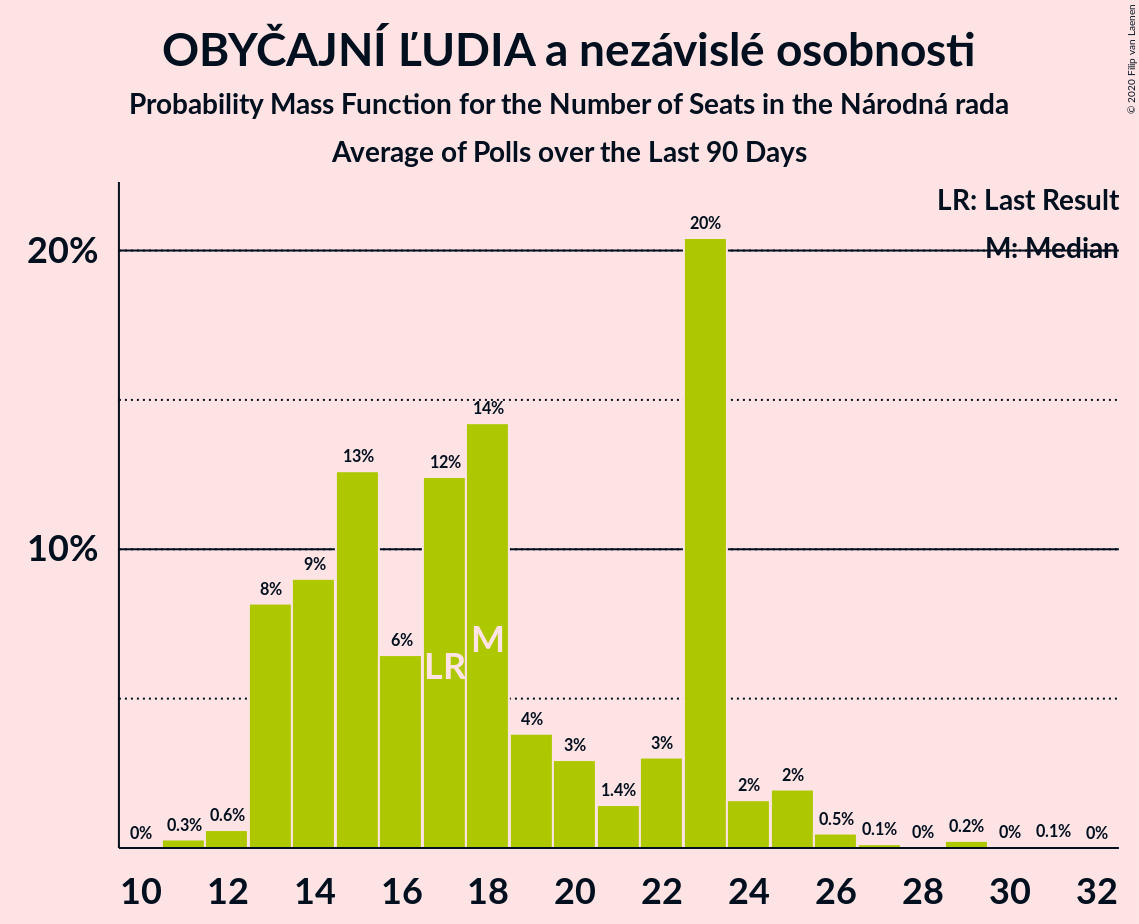 OBYČAJNÍ ĽUDIA a nezávislé osobnosti
Probability Mass Function for the Number of Seats in the Národná rada
Average of Polls over the Last 90 Days
© 2020 Filip van Laenen
LR: Last Result
M: Median
20%
10%
0%
0.3%
0.6%
8%
9%
13%
6%
12%
14%
4%
3%
1.4%
3%
20%
2%
2%
0.5%
0.1%
0%
0.2%
0%
0.1%
0%
LR
M
10 12 14 16 18 20 22 24 26 28 30 32